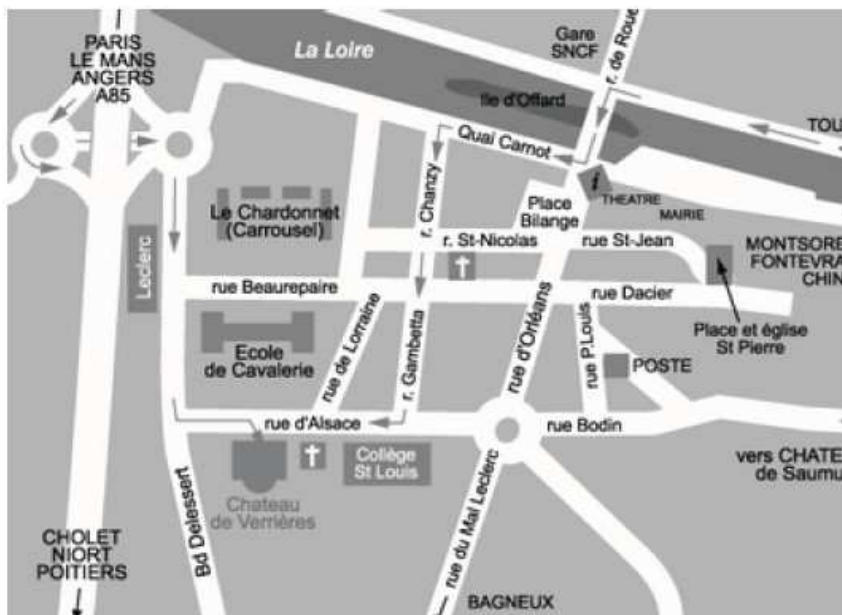 PARIS
LE MANS
ANGERS
A85
La Loire
Gare
SNCF
r. de Roue
Ile d'Offard
TOU
Quai Carnot
r. Chanzy
Le Chardonnet
(Carrousel)
Place
Bilange
i
THEATRE
MAIRIE
r. St-Nicolas
rue St-Jean
MONTSORE
FONTEVRA
CHIN
Leclerc
rue Beaurepaire
rue Dacier
Place et église
St Pierre
Ecole
de Cavalerie
rue de Lorraine
r. Gambetta
rue d'Orléans
rue P.Louis
POSTE
rue d'Alsace
rue Bodin
Collège
St Louis
vers CHATE
de Saumu
Chateau
de Verrières
Bd Delessert
rue du Mal Leclerc
CHOLET
NIORT
POITIERS
BAGNEUX